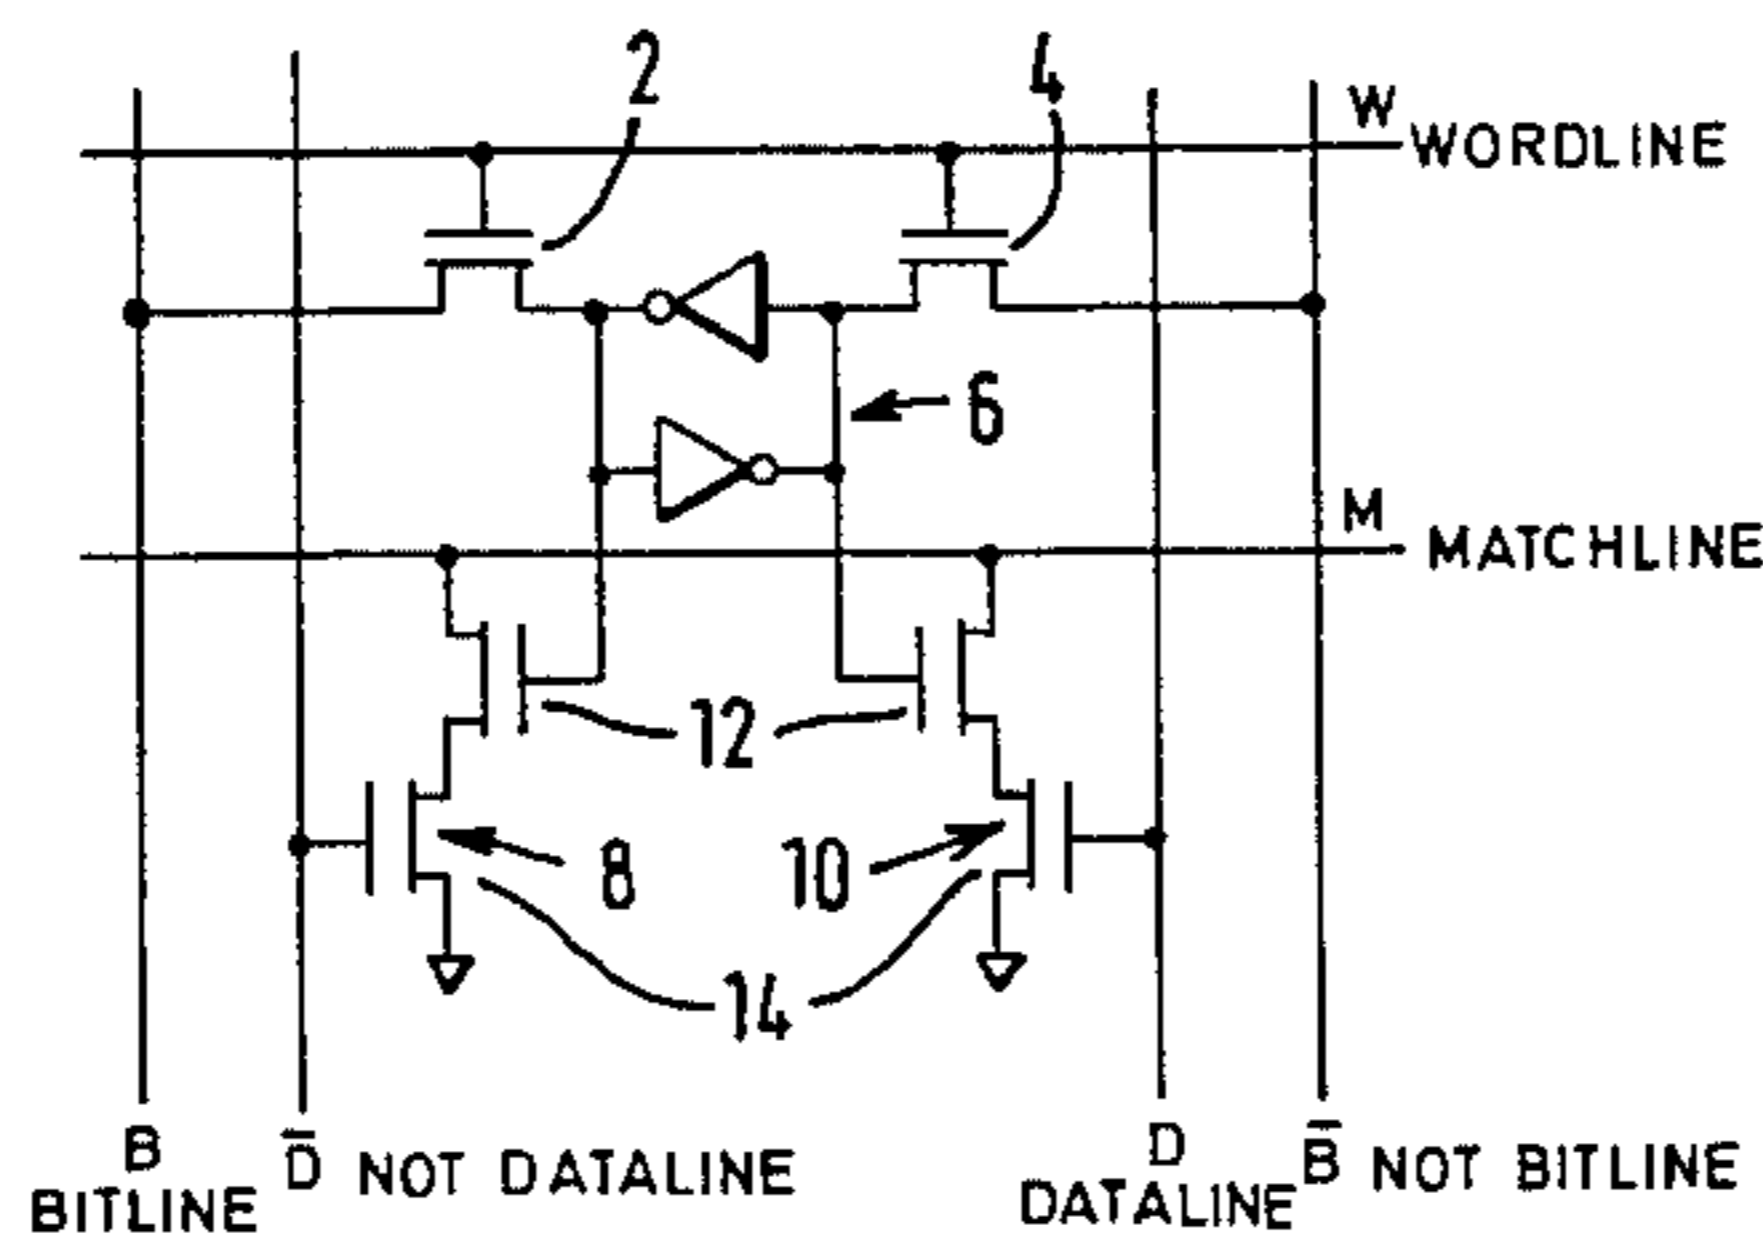 2
4
W
WORDLINE
6
M
MATCHLINE
12
8
10
14
B
BITLINE
D̅ NOT DATALINE
D
DATALINE
B̅ NOT BITLINE